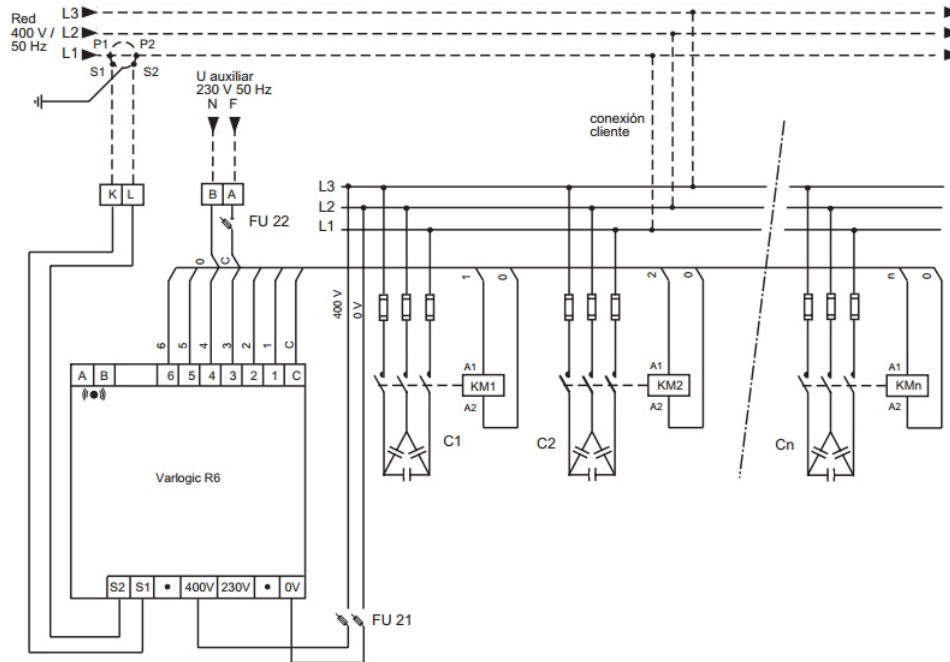 Red
400 V /
50 Hz
L3
L2
L1
P1 P2
S1 S2
U auxiliar
230 V 50 Hz
N F
conexión
cliente
K L
B A
FU 22
L3
L2
L1
0 C
1 0
2 0
n 0
400 V
0 V
6 5 4 3 2 1 C
A B 6 5 4 3 2 1 C
A1
KM1
A2
A1
KM2
A2
A1
KMn
A2
C1
C2
Cn
Varlogic R6
S2 S1 • 400V 230V • 0V
FU 21